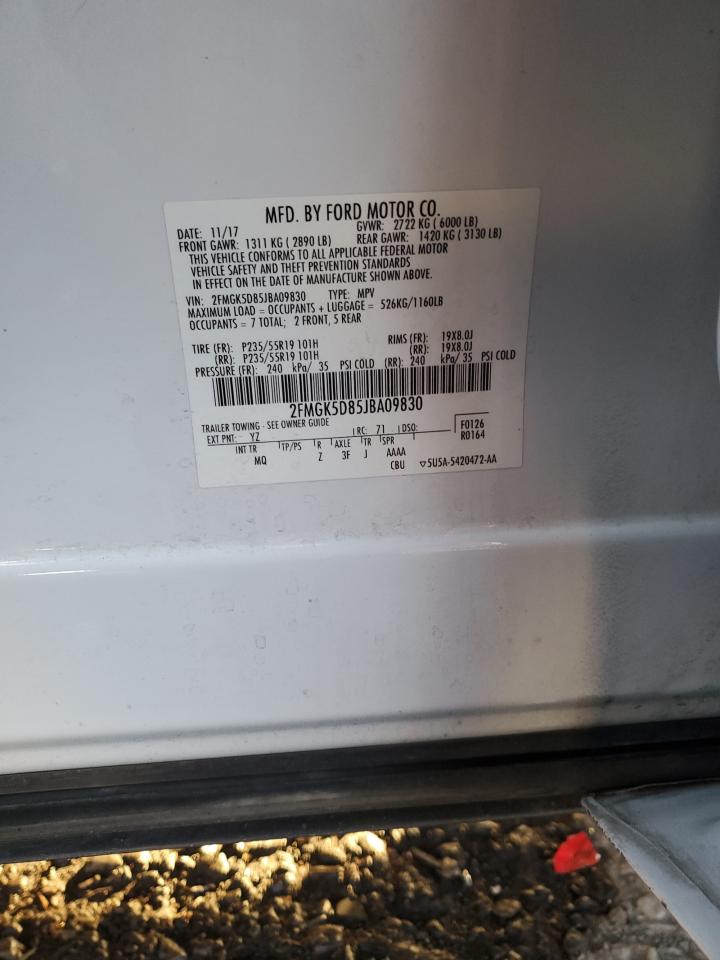 MFD. BY FORD MOTOR CO.
DATE: 11/17 GVWR: 2722 KG ( 6000 LB)
FRONT GAWR: 1311 KG ( 2890 LB) REAR GAWR: 1420 KG ( 3130 LB)
THIS VEHICLE CONFORMS TO ALL APPLICABLE FEDERAL MOTOR
VEHICLE SAFETY AND THEFT PREVENTION STANDARDS
IN EFFECT ON THE DATE OF MANUFACTURE SHOWN ABOVE.
VIN: 2FMGK5D85JBA09830 TYPE: MPV
MAXIMUM LOAD = OCCUPANTS + LUGGAGE = 526KG/1160LB
OCCUPANTS = 7 TOTAL; 2 FRONT, 5 REAR
TIRE (FR): P235/55R19 101H RIMS (FR): 19X8.0J
(RR): P235/55R19 101H (RR): 19X8.0J
PRESSURE (FR): 240 kPa/ 35 PSI COLD (RR): 240 kPa/ 35 PSI COLD
2FMGK5D85JBA09830
TRAILER TOWING - SEE OWNER GUIDE
EXT PNT: YZ RC: 71 DSO: F0126
R0164
INT TR TP/PS R AXLE TR SPR
MQ Z 3F J AAAA
CBU ▽5U5A-5420472-AA